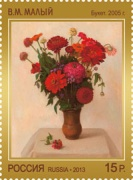 В.М. МАЛЫЙ
Букет. 2005 г.
РОССИЯ RUSSIA • 2013 15 Р.